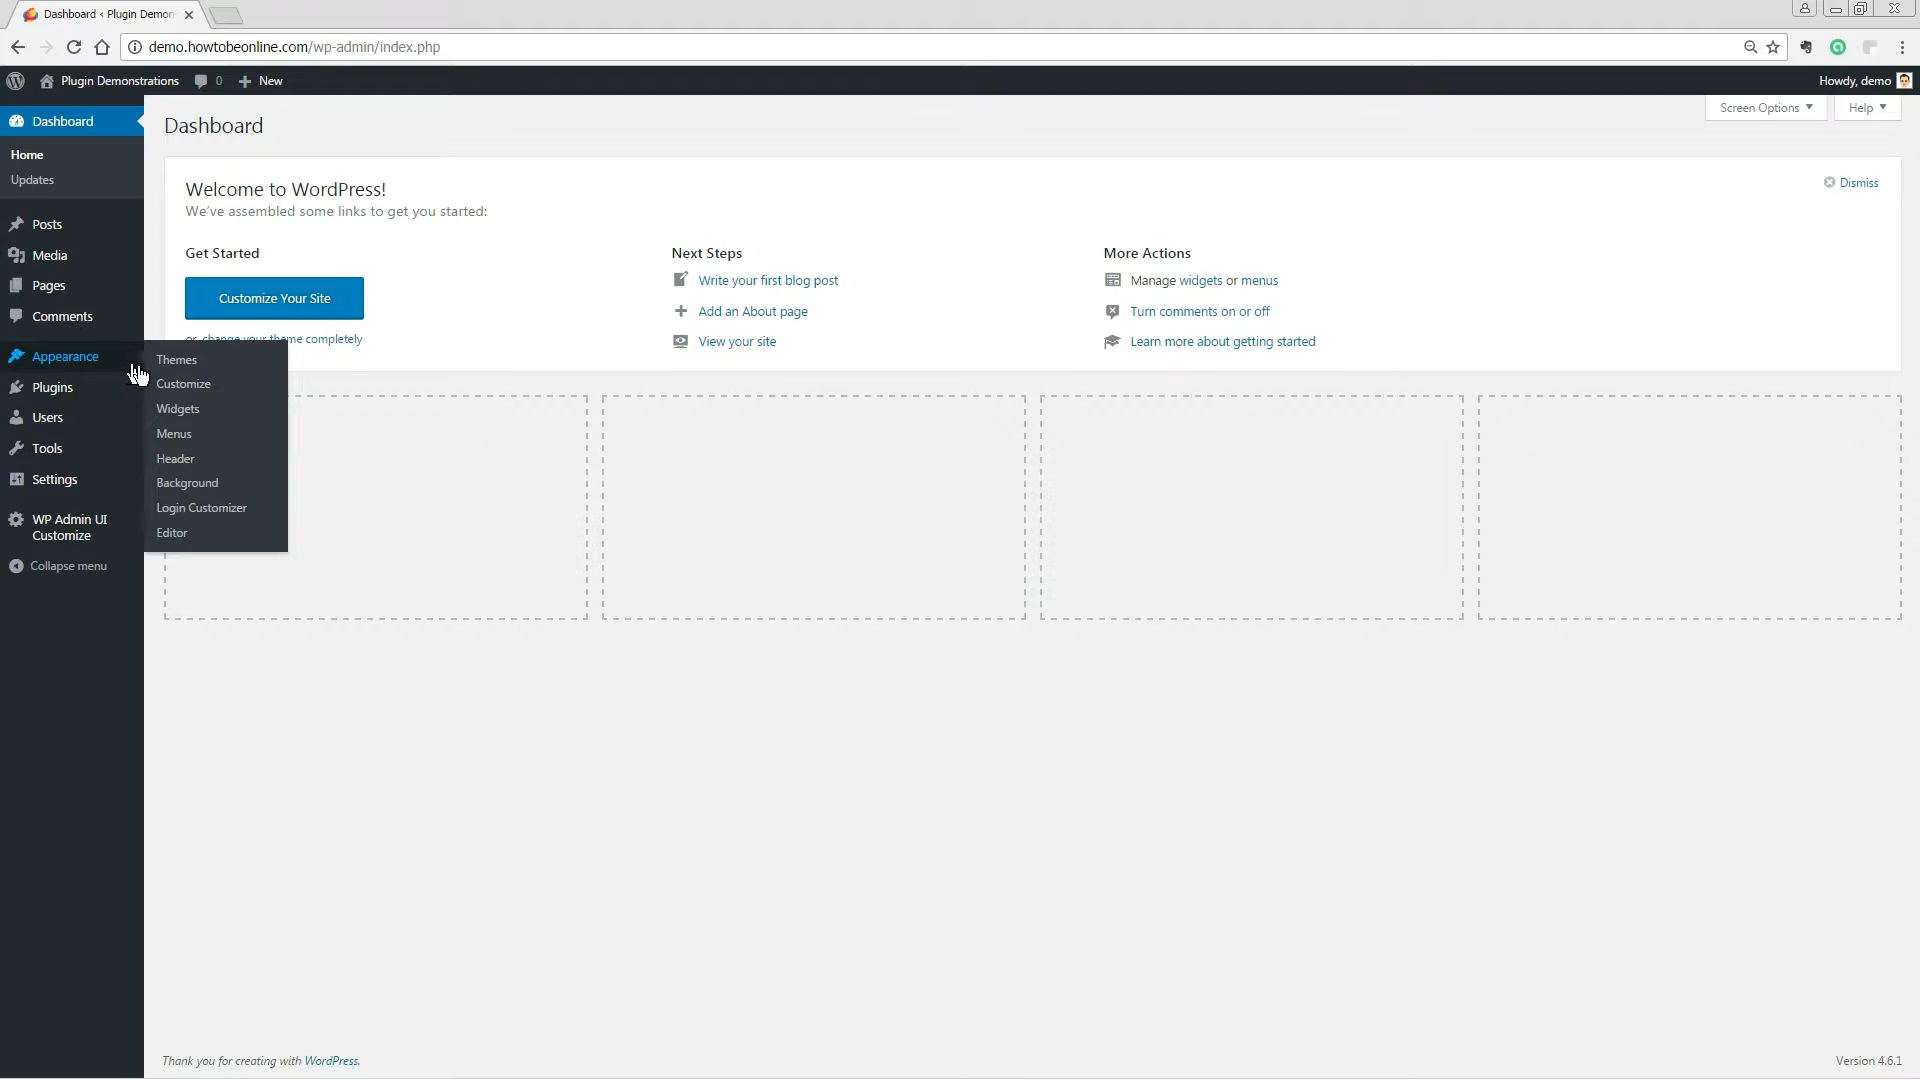 Dashboard ‹ Plugin Demon
demo.howtobeonline.com/wp-admin/index.php
Plugin Demonstrations 0 New
Howdy, demo
Dashboard
Home
Updates
Posts
Media
Pages
Comments
Appearance
Plugins
Users
Tools
Settings
WP Admin UI
Customize
Collapse menu
Themes
Customize
Widgets
Menus
Header
Background
Login Customizer
Editor
Screen Options
Help
Dashboard
Welcome to WordPress!
We've assembled some links to get you started:
Dismiss
Get Started
Customize Your Site
or, change your theme completely
Next Steps
Write your first blog post
Add an About page
View your site
More Actions
Manage widgets or menus
Turn comments on or off
Learn more about getting started
Thank you for creating with WordPress.
Version 4.6.1